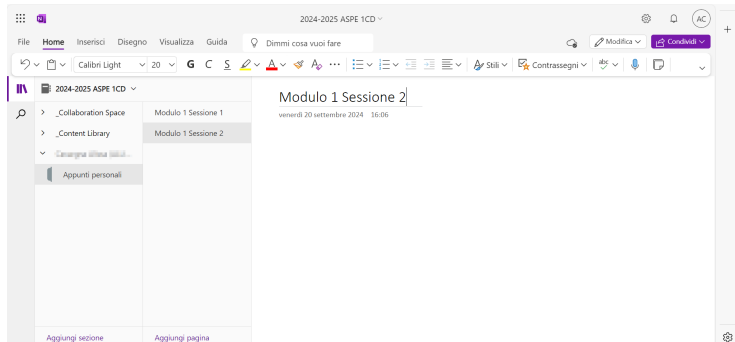 2024-2025 ASPE 1CD
AC
File Home Inserisci Disegno Visualizza Guida Dimmi cosa vuoi fare Modifica Condividi
Calibri Light 20 G C S A A Stili Contrassegni abc
2024-2025 ASPE 1CD
_Collaboration Space
_Content Library
Appunti personali
Aggiungi sezione
Modulo 1 Sessione 1
Modulo 1 Sessione 2
Aggiungi pagina
Modulo 1 Sessione 2
venerdì 20 settembre 2024 16:06